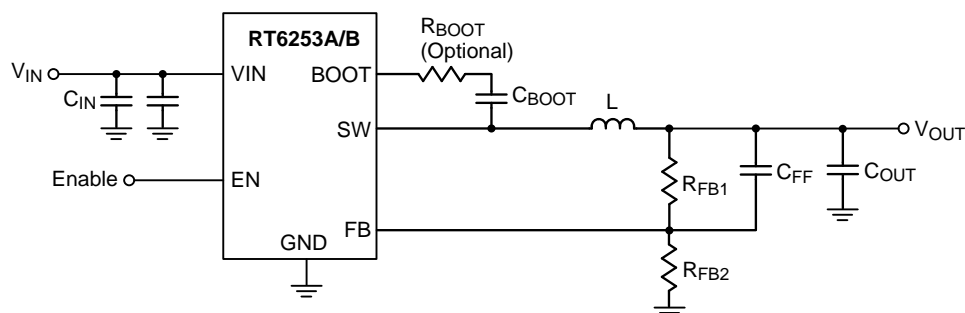 RT6253A/B
RBOOT
(Optional)
VIN
VIN
BOOT
CIN
CBOOT
L
SW
VOUT
Enable
EN
RFB1
CFF
COUT
FB
GND
RFB2